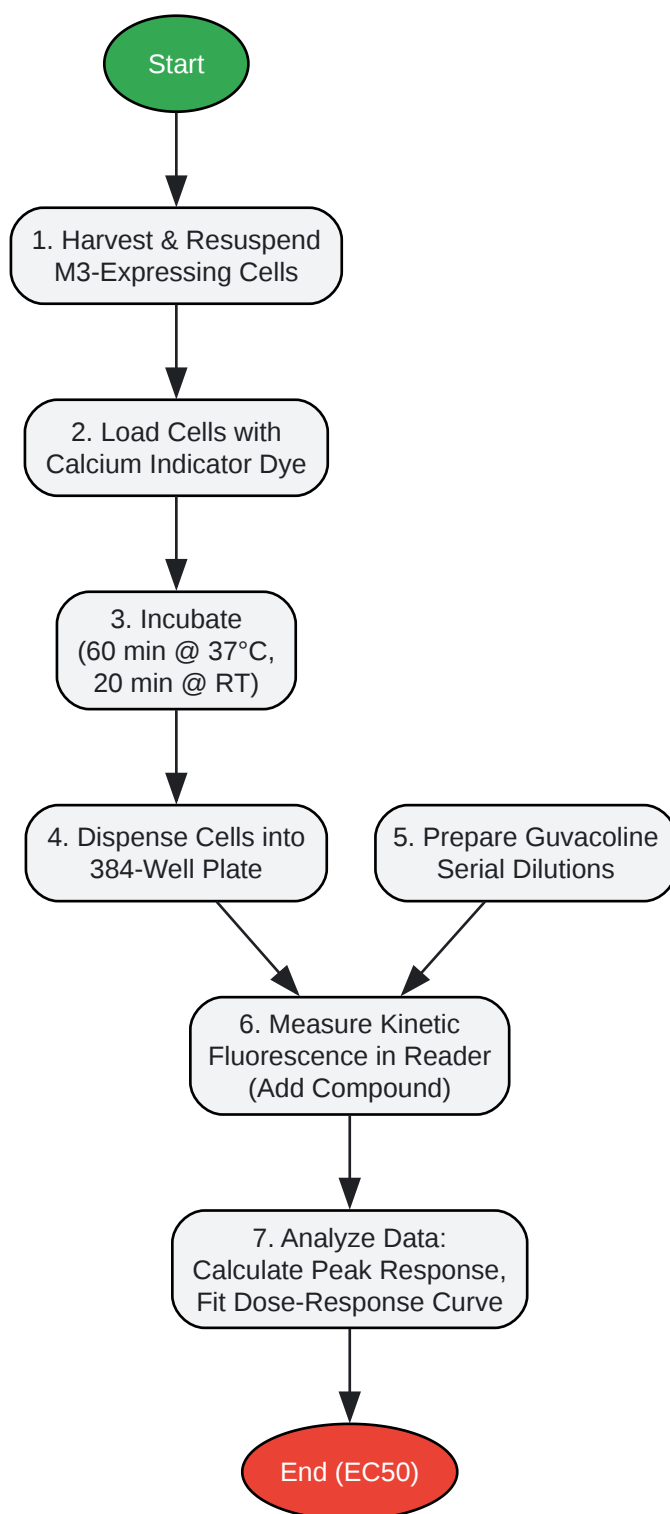 Start
1. Harvest & Resuspend
M3-Expressing Cells
2. Load Cells with
Calcium Indicator Dye
3. Incubate
(60 min @ 37°C,
20 min @ RT)
4. Dispense Cells into
384-Well Plate
5. Prepare Guvacoline
Serial Dilutions
6. Measure Kinetic
Fluorescence in Reader
(Add Compound)
7. Analyze Data:
Calculate Peak Response,
Fit Dose-Response Curve
End (EC50)